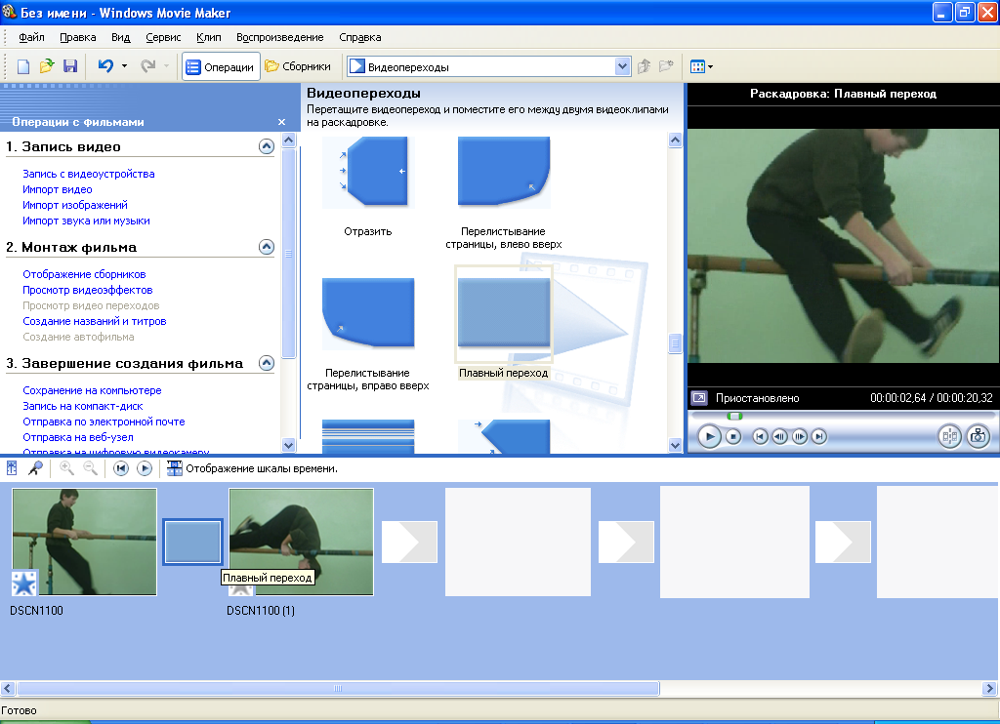 Без имени - Windows Movie Maker
Файл Правка Вид Сервис Клип Воспроизведение Справка
Операции Сборники Видеопереходы
Операции с фильмами
1. Запись видео
Запись с видеоустройства
Импорт видео
Импорт изображений
Импорт звука или музыки
2. Монтаж фильма
Отображение сборников
Просмотр видеоэффектов
Просмотр видео переходов
Создание названий и титров
Создание автофильма
3. Завершение создания фильма
Сохранение на компьютере
Запись на компакт-диск
Отправка по электронной почте
Отправка на веб-узел
Отправка на цифровую видеокамеру
Видеопереходы
Перетащите видеопереход и поместите его между двумя видеоклипами
на раскадровке.
Отразить
Перелистывание
страницы, влево вверх
Перелистывание
страницы, вправо вверх
Плавный переход
Раскадровка: Плавный переход
Приостановлено 00:00:02,64 / 00:00:20,32
Отображение шкалы времени.
Плавный переход
DSCN1100
DSCN1100 (1)
Готово